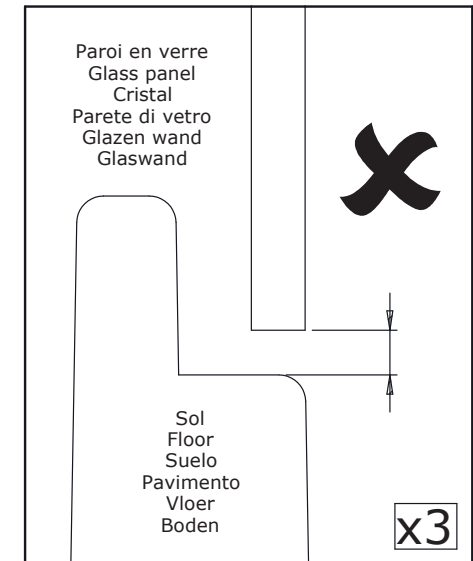 Paroi en verre
Glass panel
Cristal
Parete di vetro
Glazen wand
Glaswand
Sol
Floor
Suelo
Pavimento
Vloer
Boden
x3